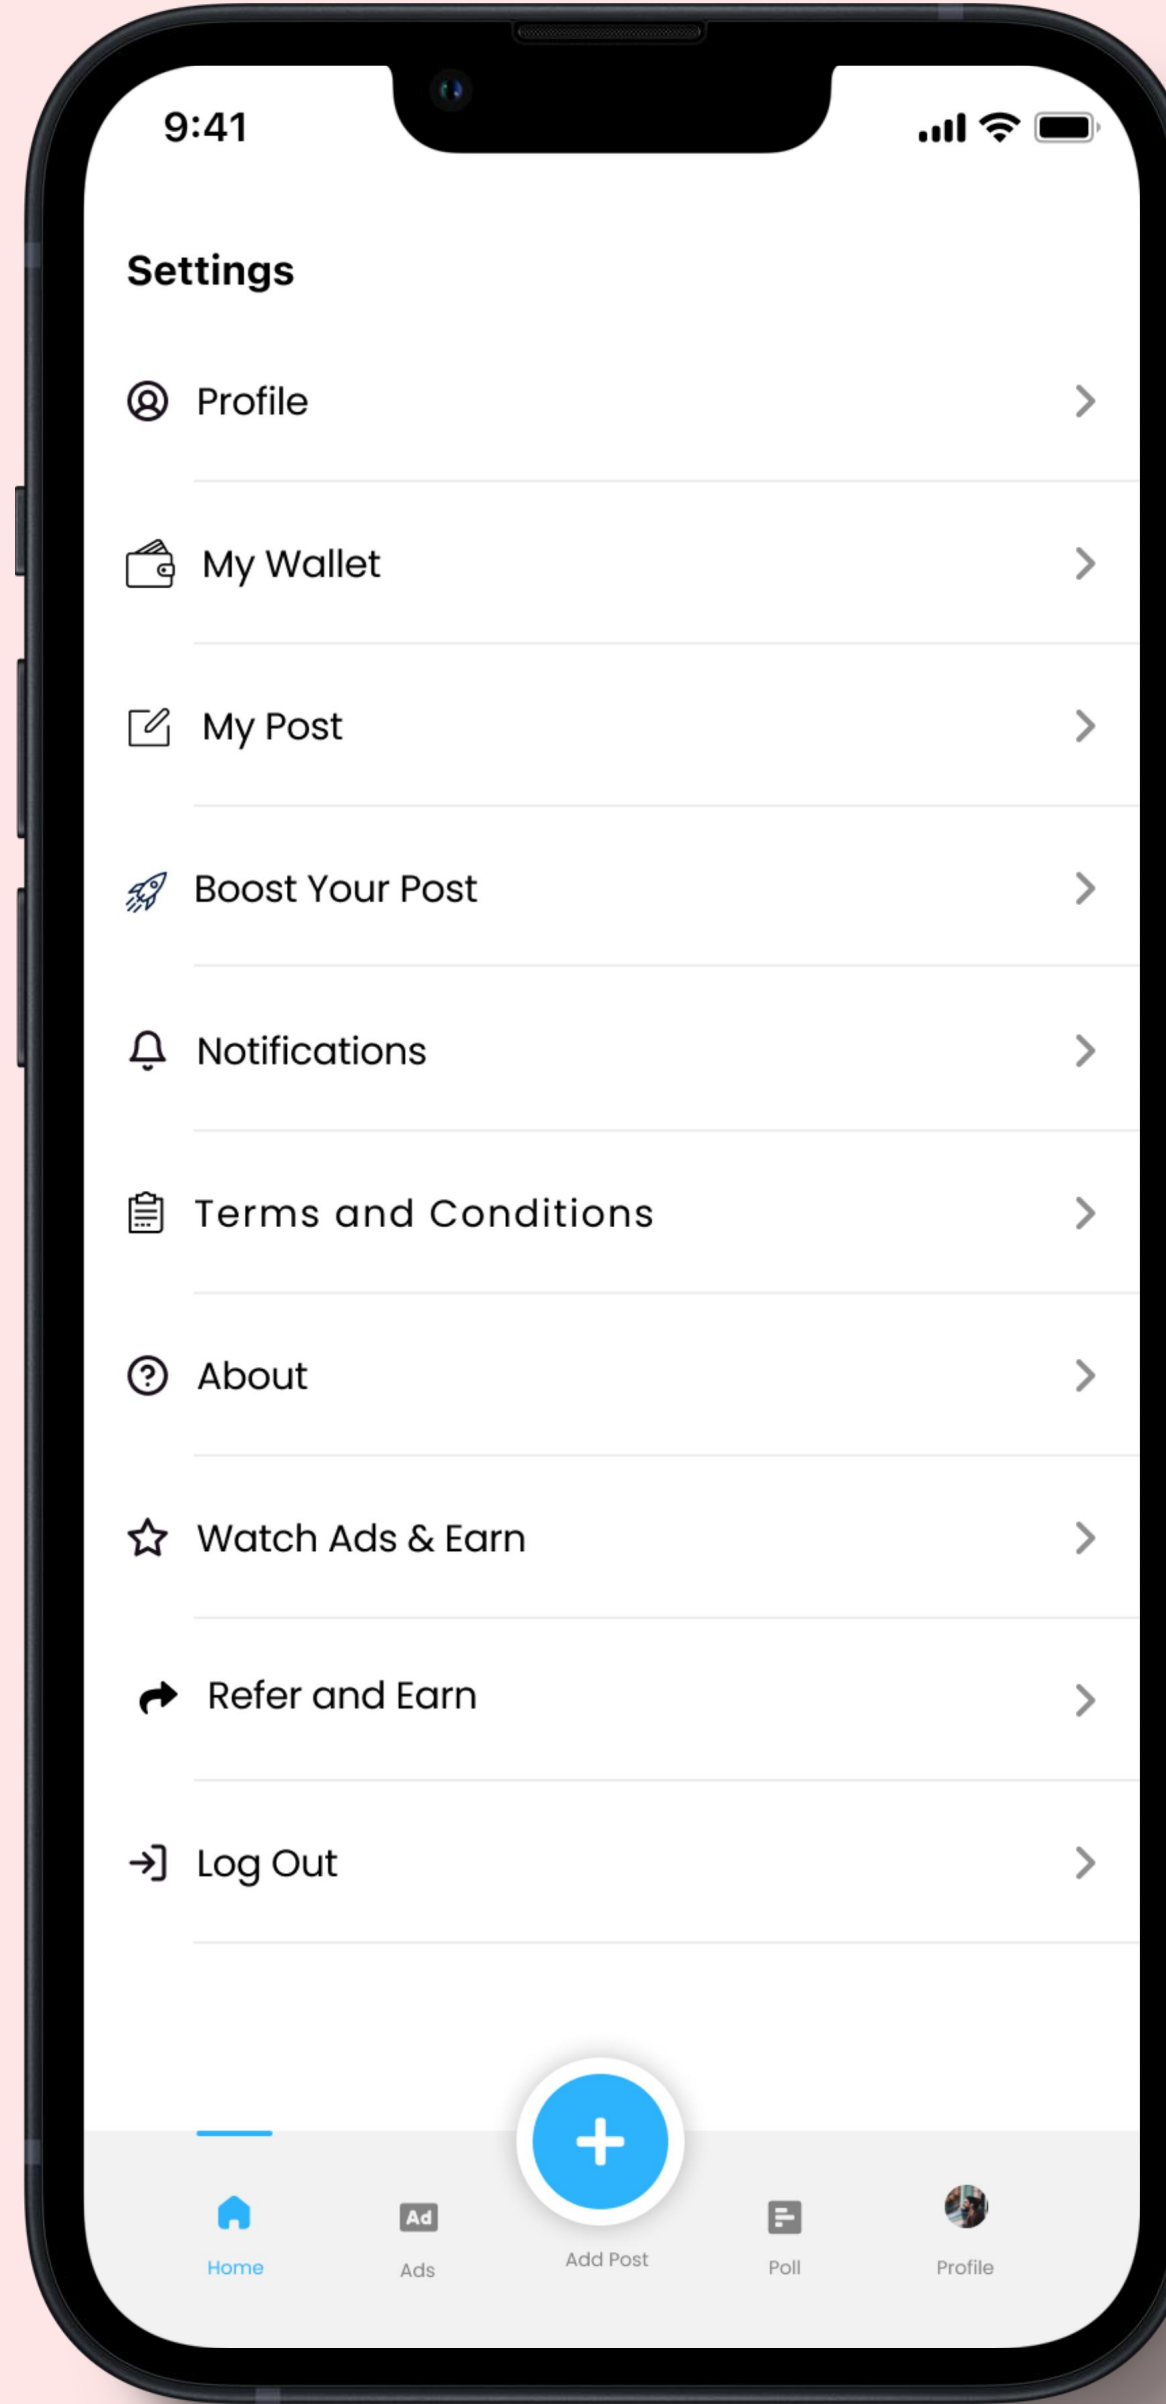 9:41
Settings
Profile
My Wallet
My Post
Boost Your Post
Notifications
Terms and Conditions
About
Watch Ads & Earn
Refer and Earn
Log Out
Ad
Home
Ads
Add Post
Poll
Profile